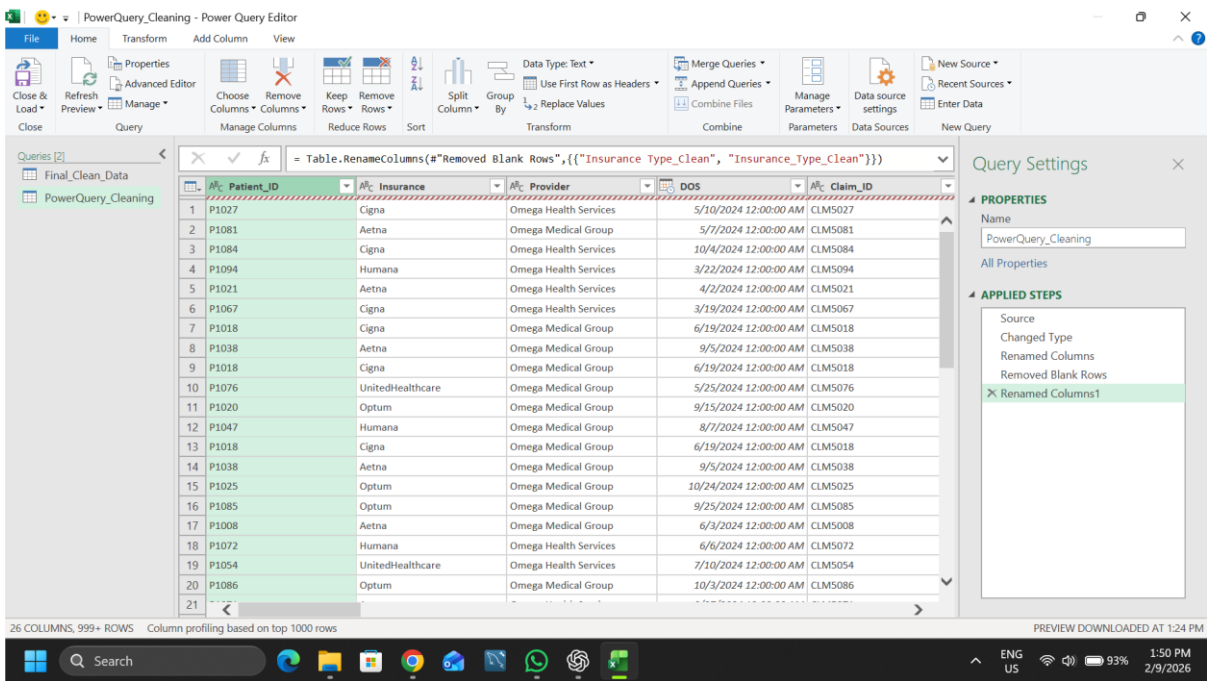 PowerQuery_Cleaning - Power Query Editor
File Home Transform Add Column View
Close & Load
Refresh Preview
Properties
Advanced Editor
Manage
Choose Columns
Remove Columns
Keep Rows
Remove Rows
Split Column
Group By
Data Type: Text
Use First Row as Headers
1→2 Replace Values
Merge Queries
Append Queries
Combine Files
Manage Parameters
Data source settings
New Source
Recent Sources
Enter Data
Close Query Manage Columns Reduce Rows Sort Transform Combine Parameters Data Sources New Query
Queries [2]
Final_Clean_Data
PowerQuery_Cleaning
fx = Table.RenameColumns(#"Removed Blank Rows",{{"Insurance Type_Clean", "Insurance_Type_Clean"}})
ABC Patient_ID ABC Insurance ABC Provider DOS ABC Claim_ID
1 P1027 Cigna Omega Health Services 5/10/2024 12:00:00 AM CLM5027
2 P1081 Aetna Omega Medical Group 5/7/2024 12:00:00 AM CLM5081
3 P1084 Cigna Omega Health Services 10/4/2024 12:00:00 AM CLM5084
4 P1094 Humana Omega Health Services 3/22/2024 12:00:00 AM CLM5094
5 P1021 Aetna Omega Health Services 4/2/2024 12:00:00 AM CLM5021
6 P1067 Cigna Omega Health Services 3/19/2024 12:00:00 AM CLM5067
7 P1018 Cigna Omega Medical Group 6/19/2024 12:00:00 AM CLM5018
8 P1038 Aetna Omega Medical Group 9/5/2024 12:00:00 AM CLM5038
9 P1018 Cigna Omega Medical Group 6/19/2024 12:00:00 AM CLM5018
10 P1076 UnitedHealthcare Omega Medical Group 5/25/2024 12:00:00 AM CLM5076
11 P1020 Optum Omega Medical Group 9/15/2024 12:00:00 AM CLM5020
12 P1047 Humana Omega Medical Group 8/7/2024 12:00:00 AM CLM5047
13 P1018 Cigna Omega Medical Group 6/19/2024 12:00:00 AM CLM5018
14 P1038 Aetna Omega Medical Group 9/5/2024 12:00:00 AM CLM5038
15 P1025 Optum Omega Medical Group 10/24/2024 12:00:00 AM CLM5025
16 P1085 Optum Omega Medical Group 9/25/2024 12:00:00 AM CLM5085
17 P1008 Aetna Omega Medical Group 6/3/2024 12:00:00 AM CLM5008
18 P1072 Humana Omega Health Services 6/6/2024 12:00:00 AM CLM5072
19 P1054 UnitedHealthcare Omega Health Services 7/10/2024 12:00:00 AM CLM5054
20 P1086 Optum Omega Medical Group 10/3/2024 12:00:00 AM CLM5086
21
Query Settings
PROPERTIES
Name
PowerQuery_Cleaning
All Properties
APPLIED STEPS
Source
Changed Type
Renamed Columns
Removed Blank Rows
Renamed Columns1
26 COLUMNS, 999+ ROWS Column profiling based on top 1000 rows PREVIEW DOWNLOADED AT 1:24 PM
Search
ENG US
93%
1:50 PM
2/9/2026